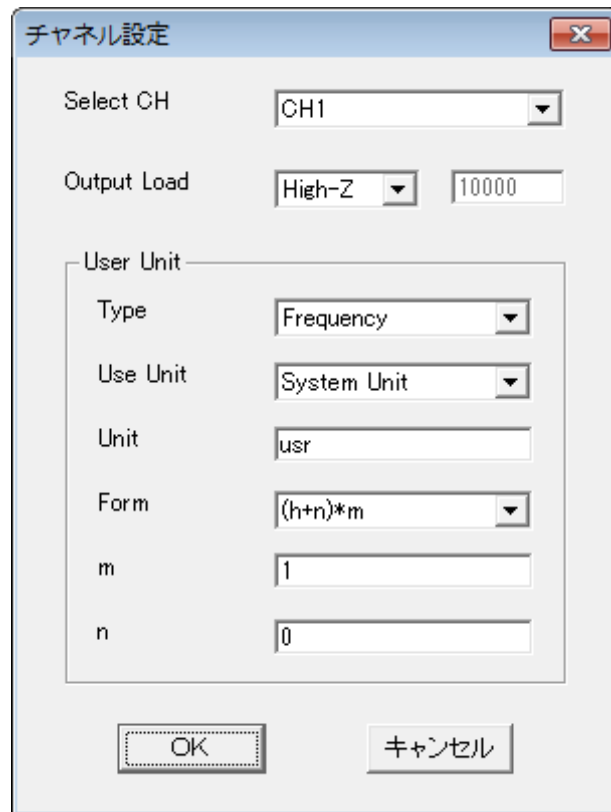 チャネル設定
Select CH CH1
Output Load High-Z 10000
User Unit
Type Frequency
Use Unit System Unit
Unit usr
Form (h+n)*m
m 1
n 0
OK キャンセル